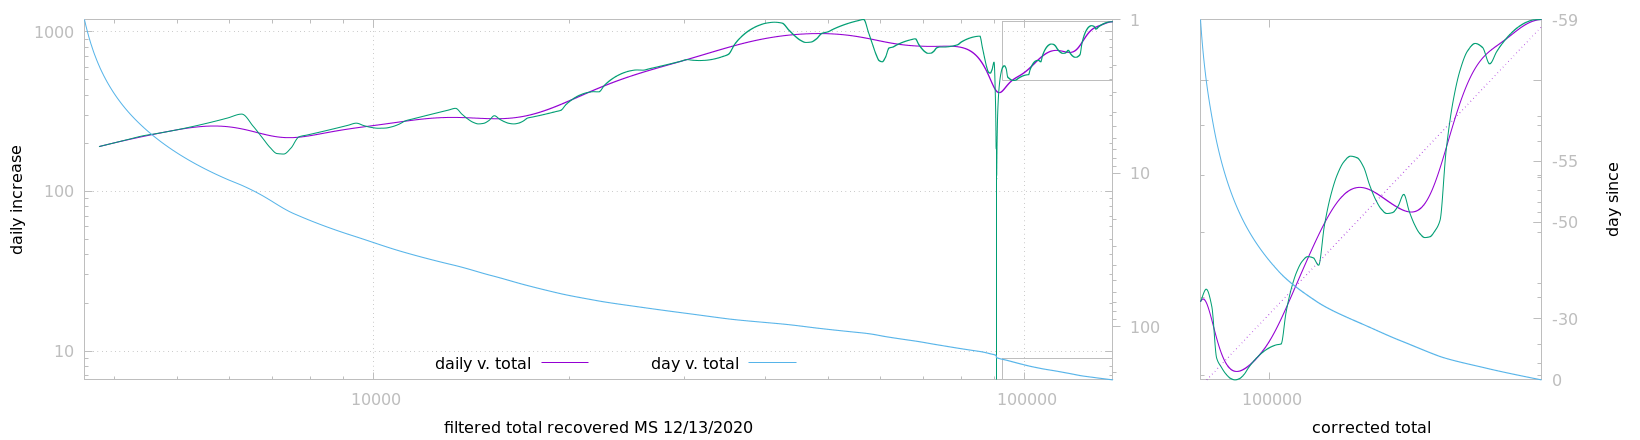 1000
100
10
daily increase
10000
100000
filtered total recovered MS 12/13/2020
daily v. total
day v. total
1
10
100
100000
corrected total
-59
-55
-50
-30
0
day since